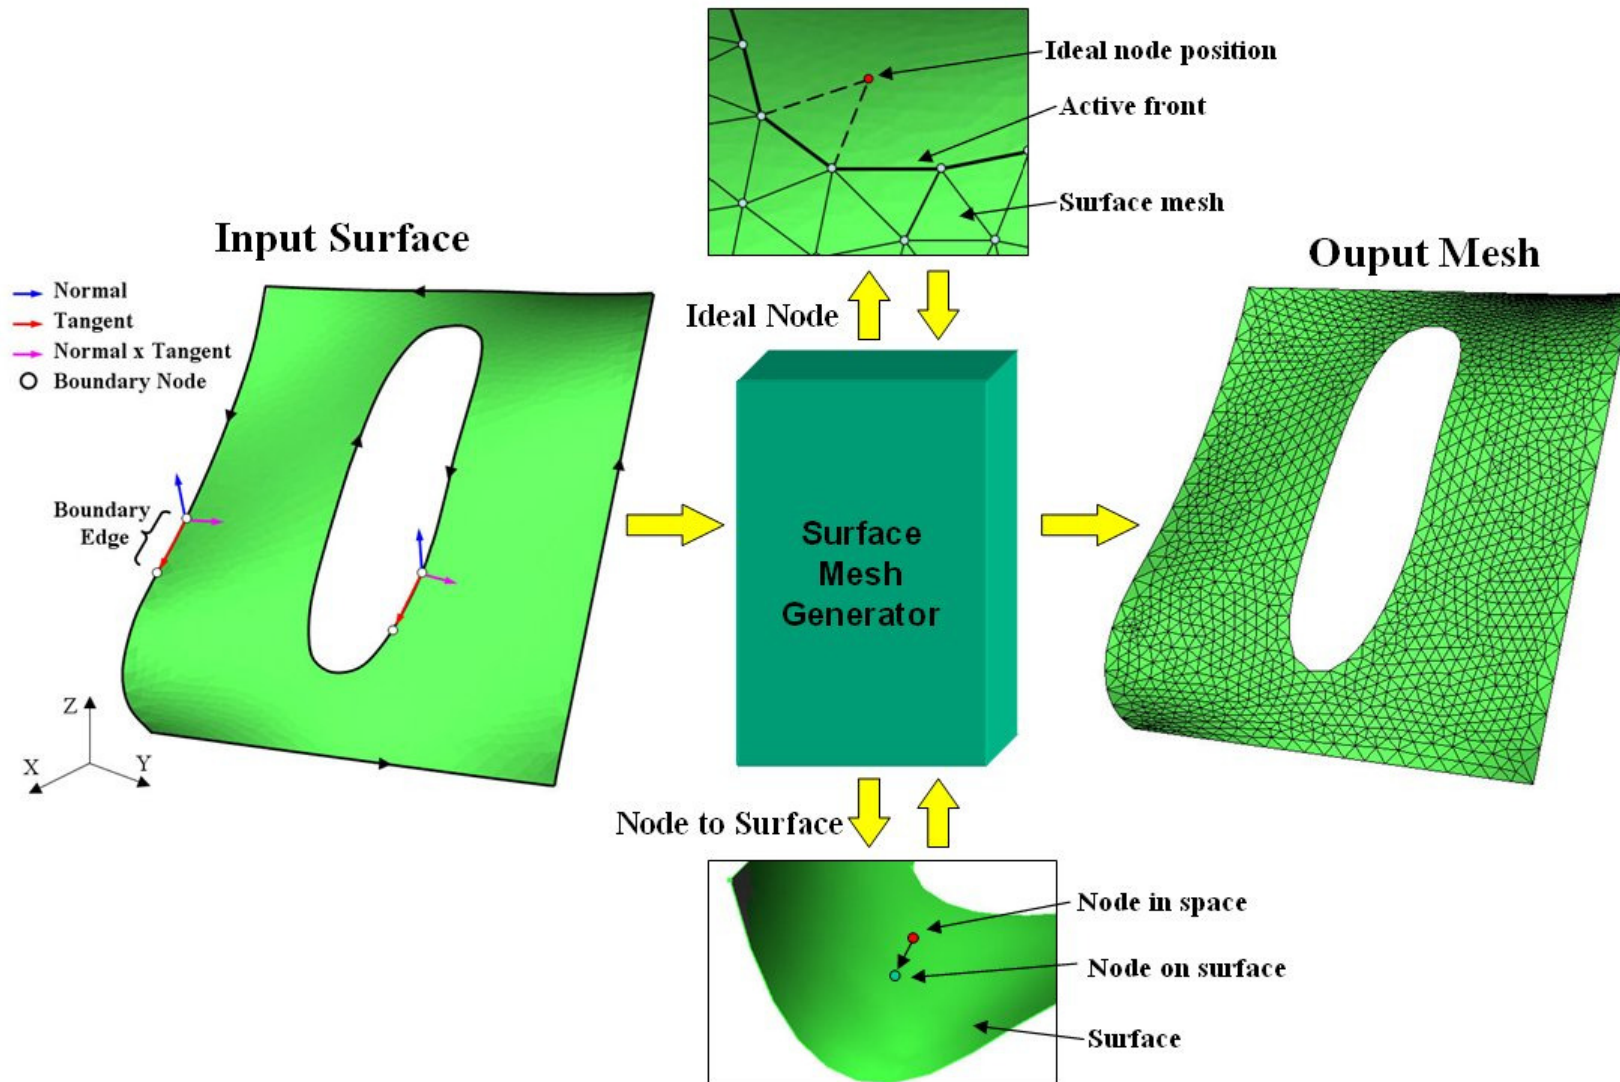 Input Surface
Normal
Tangent
Normal x Tangent
Boundary Node
Boundary
Edge
Z
X
Y
Ideal node position
Active front
Surface mesh
Ideal Node
Surface
Mesh
Generator
Node to Surface
Node in space
Node on surface
Surface
Ouput Mesh